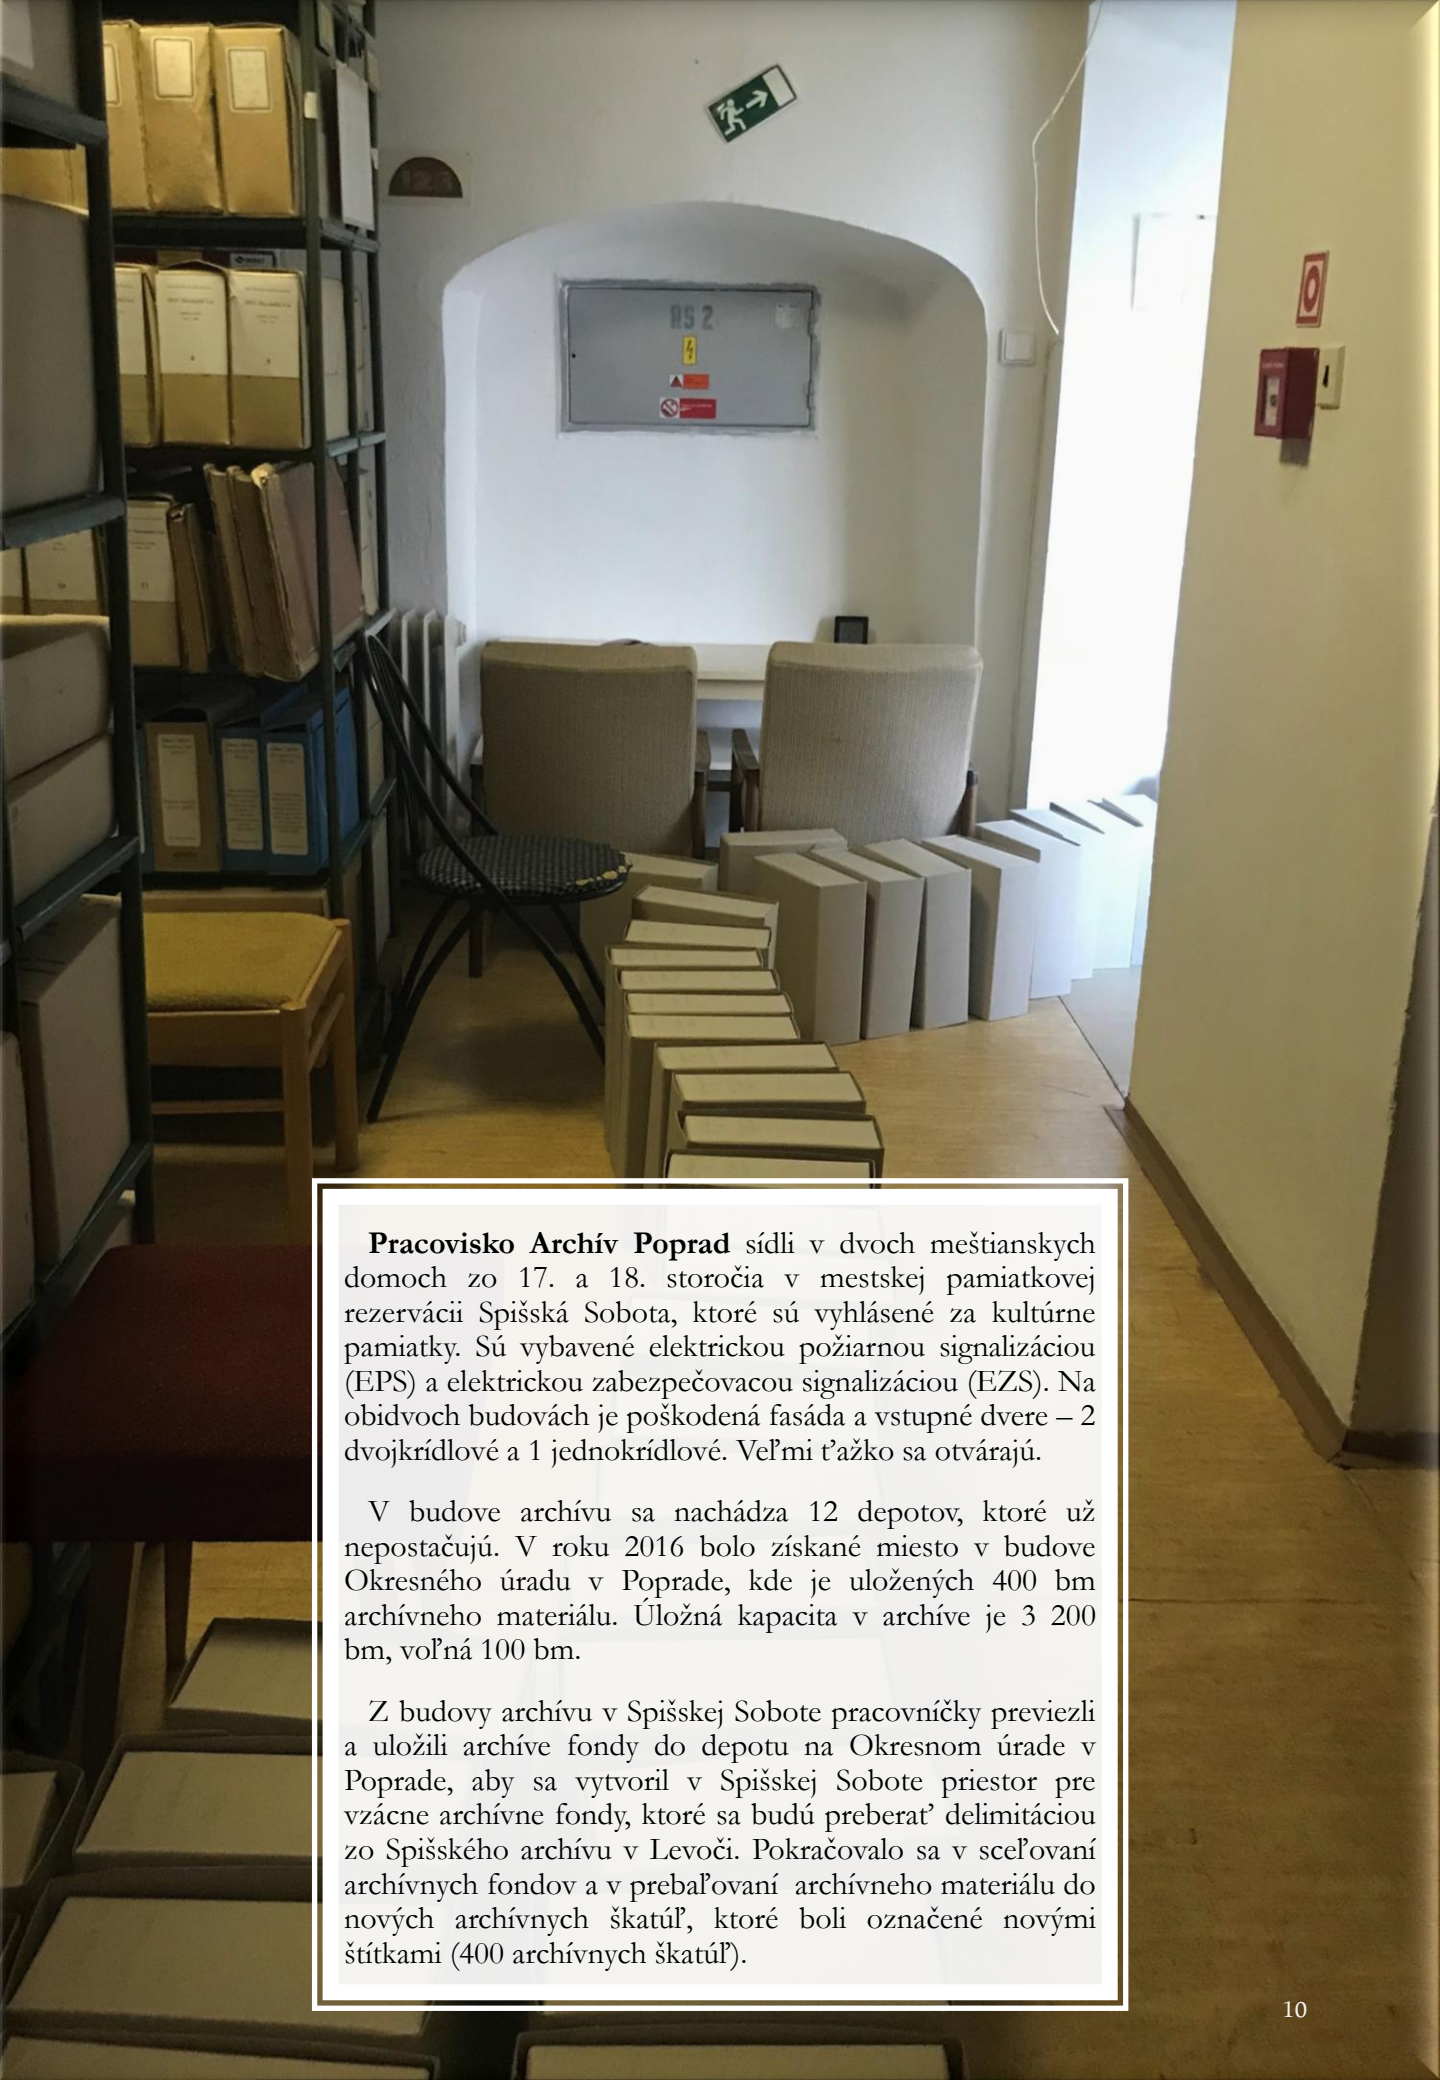 123
RS 2
Pracovisko Archív Poprad sídli v dvoch meštianskych
domoch zo 17. a 18. storočia v mestskej pamiatkovej
rezervácii Spišská Sobota, ktoré sú vyhlásené za kultúrne
pamiatky. Sú vybavené elektrickou požiarnou signalizáciou
(EPS) a elektrickou zabezpečovacou signalizáciou (EZS). Na
obidvoch budovách je poškodená fasáda a vstupné dvere – 2
dvojkrídlové a 1 jednokrídlové. Veľmi ťažko sa otvárajú.
V budove archívu sa nachádza 12 depotov, ktoré už
nepostačujú. V roku 2016 bolo získané miesto v budove
Okresného úradu v Poprade, kde je uložených 400 bm
archívneho materiálu. Úložná kapacita v archíve je 3 200
bm, voľná 100 bm.
Z budovy archívu v Spišskej Sobote pracovníčky previezli
a uložili archíve fondy do depotu na Okresnom úrade v
Poprade, aby sa vytvoril v Spišskej Sobote priestor pre
vzácne archívne fondy, ktoré sa budú preberať delimitáciou
zo Spišského archívu v Levoči. Pokračovalo sa v sceľovaní
archívnych fondov a v prebaľovaní  archívneho materiálu do
nových archívnych škatúľ, ktoré boli označené novými
štítkami (400 archívnych škatúľ).
10